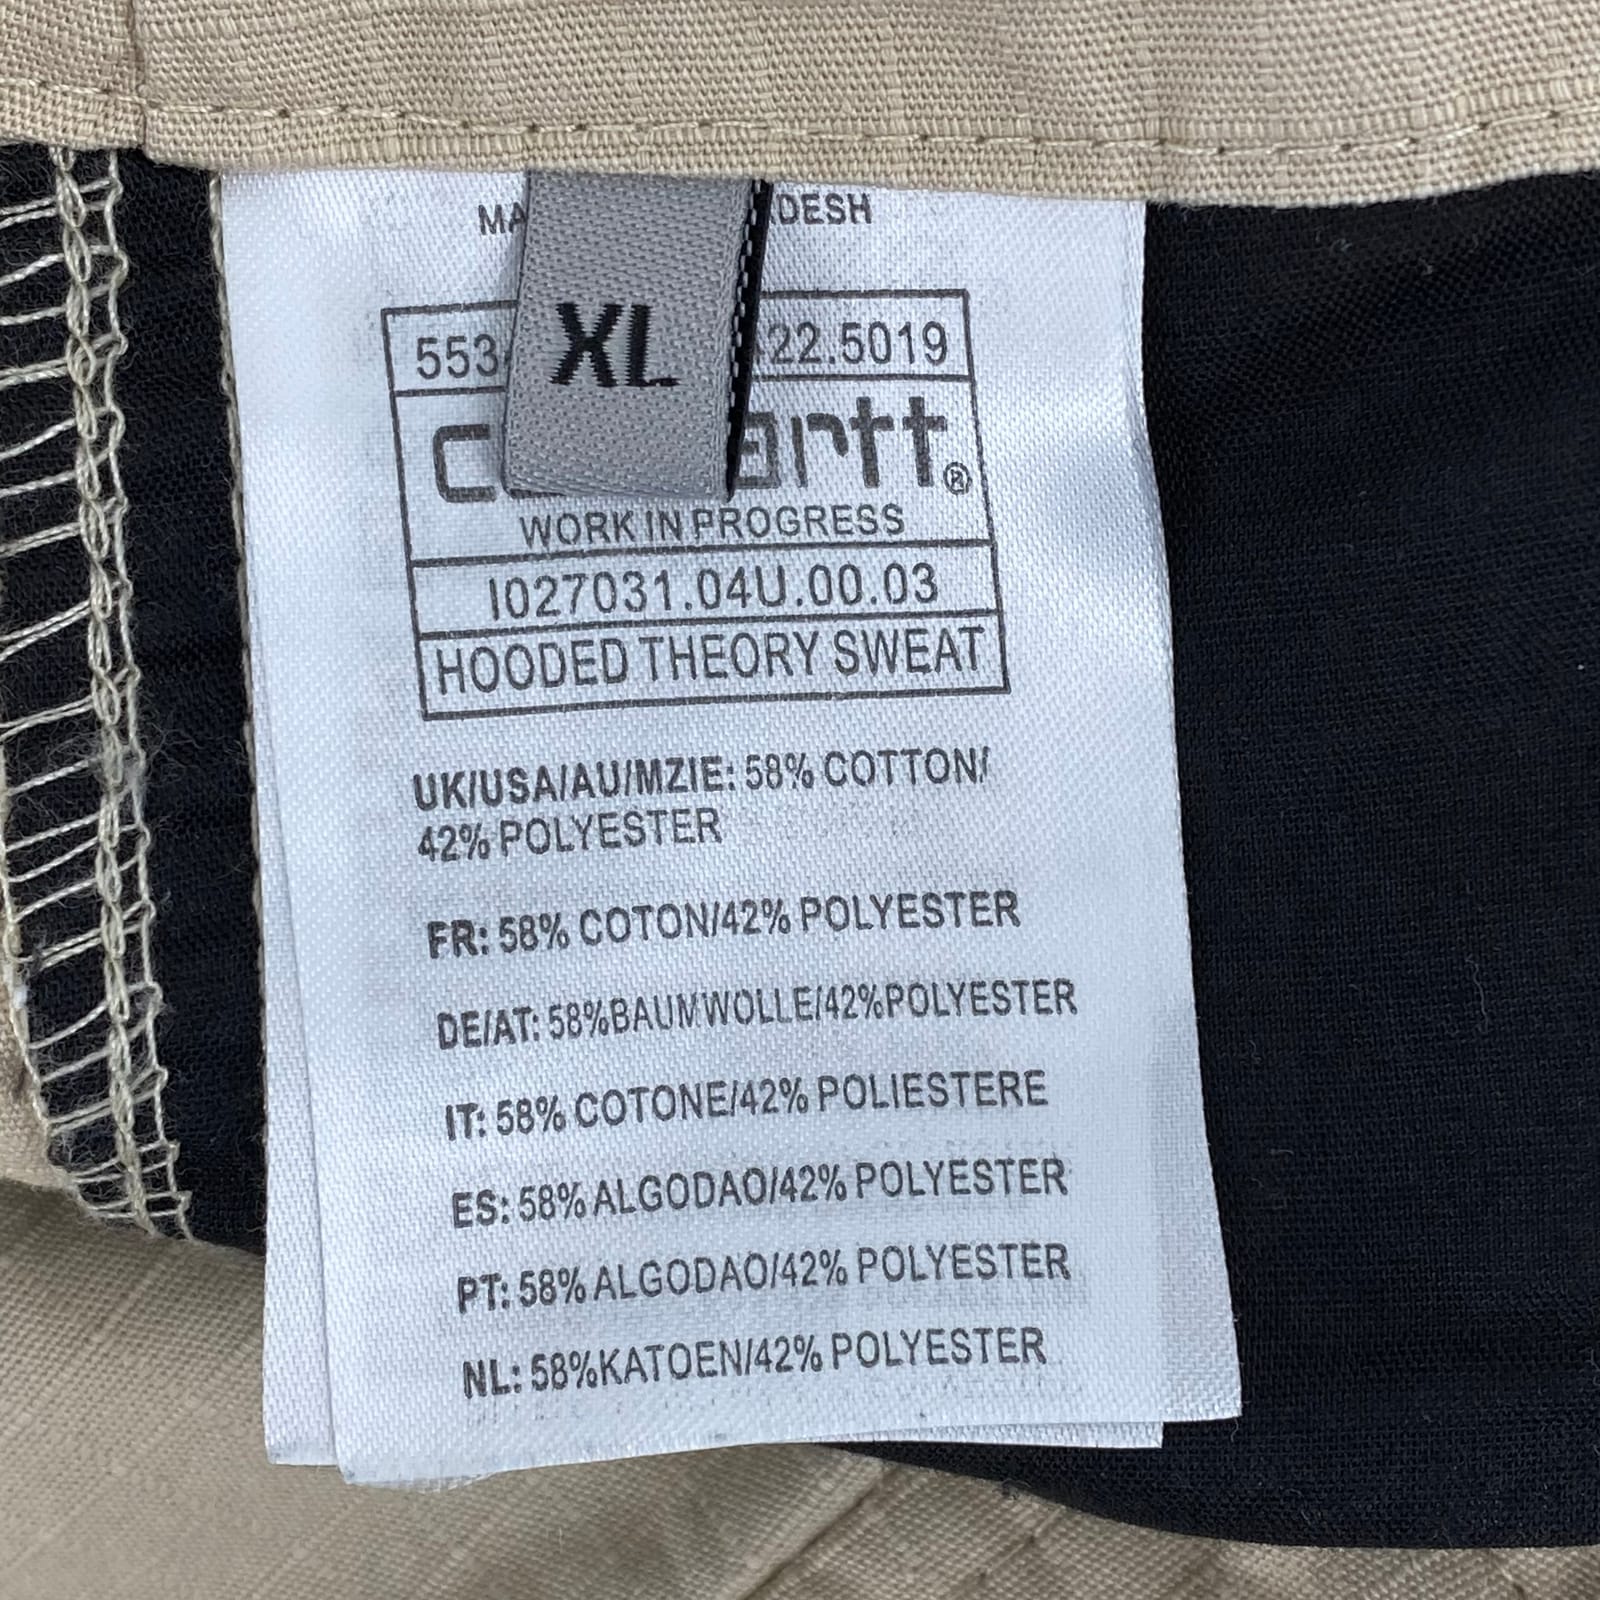 DESH
XL
22.5019
WORK IN PROGRESS
I027031.04U.00.03
HOODED THEORY SWEAT
UK/USA/AU/MZIE: 58% COTTON/
42% POLYESTER
FR: 58% COTON/42% POLYESTER
DE/AT: 58%BAUMWOLLE/42%POLYESTER
IT: 58% COTONE/42% POLIESTERE
ES: 58% ALGODAO/42% POLYESTER
PT: 58% ALGODAO/42% POLYESTER
NL: 58%KATOEN/42% POLYESTER